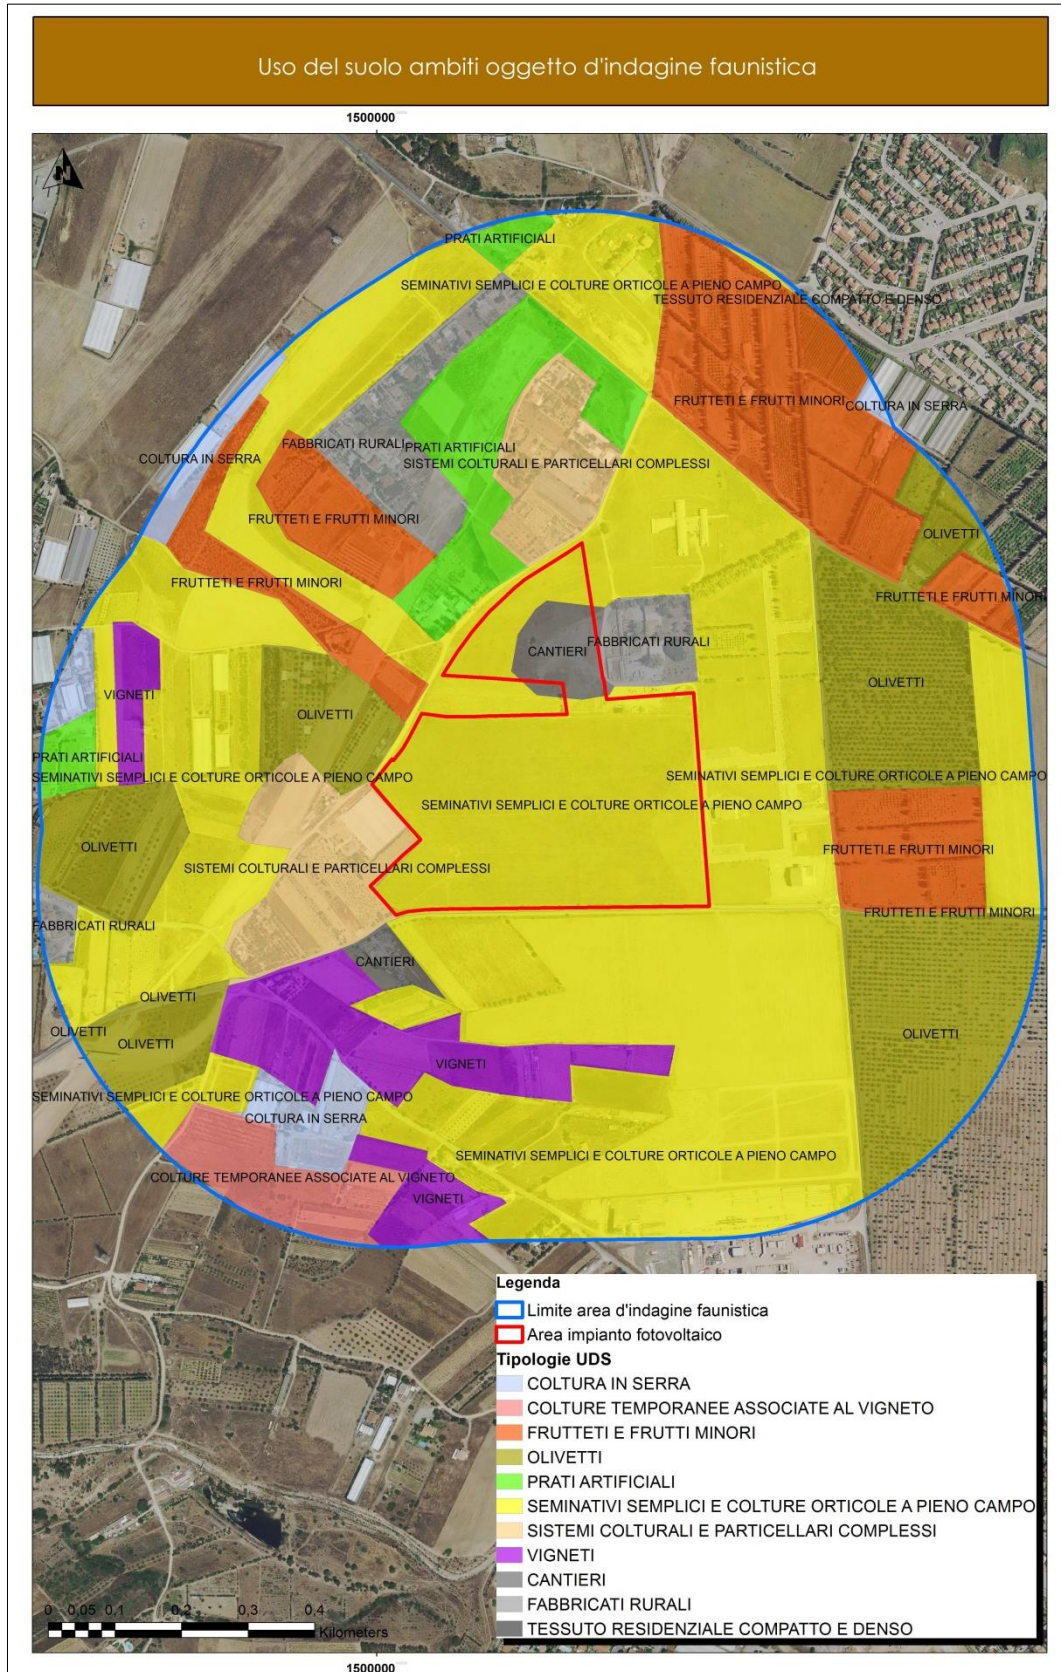 Uso del suolo ambiti oggetto d'indagine faunistica
1500000
N
PRATI ARTIFICIALI
SEMINATIVI SEMPLICI E COLTURE ORTICOLE A PIENO CAMPO
TESSUTO RESIDENZIALE COMPATTO E DENSO
FRUTTETI E FRUTTI MINORI
COLTURA IN SERRA
FABBRICATI RURALI
PRATI ARTIFICIALI
COLTURA IN SERRA
SISTEMI COLTURALI E PARTICELLARI COMPLESSI
FRUTTETI E FRUTTI MINORI
OLIVETTI
FRUTTETI E FRUTTI MINORI
FRUTTETI E FRUTTI MINORI
CANTIERI
FABBRICATI RURALI
VIGNETI
OLIVETTI
OLIVETTI
PRATI ARTIFICIALI
SEMINATIVI SEMPLICI E COLTURE ORTICOLE A PIENO CAMPO
SEMINATIVI SEMPLICI E COLTURE ORTICOLE A PIENO CAMPO
SEMINATIVI SEMPLICI E COLTURE ORTICOLE A PIENO CAMPO
OLIVETTI
FRUTTETI E FRUTTI MINORI
SISTEMI COLTURALI E PARTICELLARI COMPLESSI
FRUTTETI E FRUTTI MINORI
FABBRICATI RURALI
CANTIERI
OLIVETTI
OLIVETTI
OLIVETTI
OLIVETTI
VIGNETI
SEMINATIVI SEMPLICI E COLTURE ORTICOLE A PIENO CAMPO
COLTURA IN SERRA
SEMINATIVI SEMPLICI E COLTURE ORTICOLE A PIENO CAMPO
COLTURE TEMPORANEE ASSOCIATE AL VIGNETO
VIGNETI
Legenda
Limite area d'indagine faunistica
Area impianto fotovoltaico
Tipologie UDS
COLTURA IN SERRA
COLTURE TEMPORANEE ASSOCIATE AL VIGNETO
FRUTTETI E FRUTTI MINORI
OLIVETTI
PRATI ARTIFICIALI
SEMINATIVI SEMPLICI E COLTURE ORTICOLE A PIENO CAMPO
SISTEMI COLTURALI E PARTICELLARI COMPLESSI
VIGNETI
CANTIERI
FABBRICATI RURALI
TESSUTO RESIDENZIALE COMPATTO E DENSO
0 0,05 0,1 0,2 0,3 0,4
Kilometers
1500000